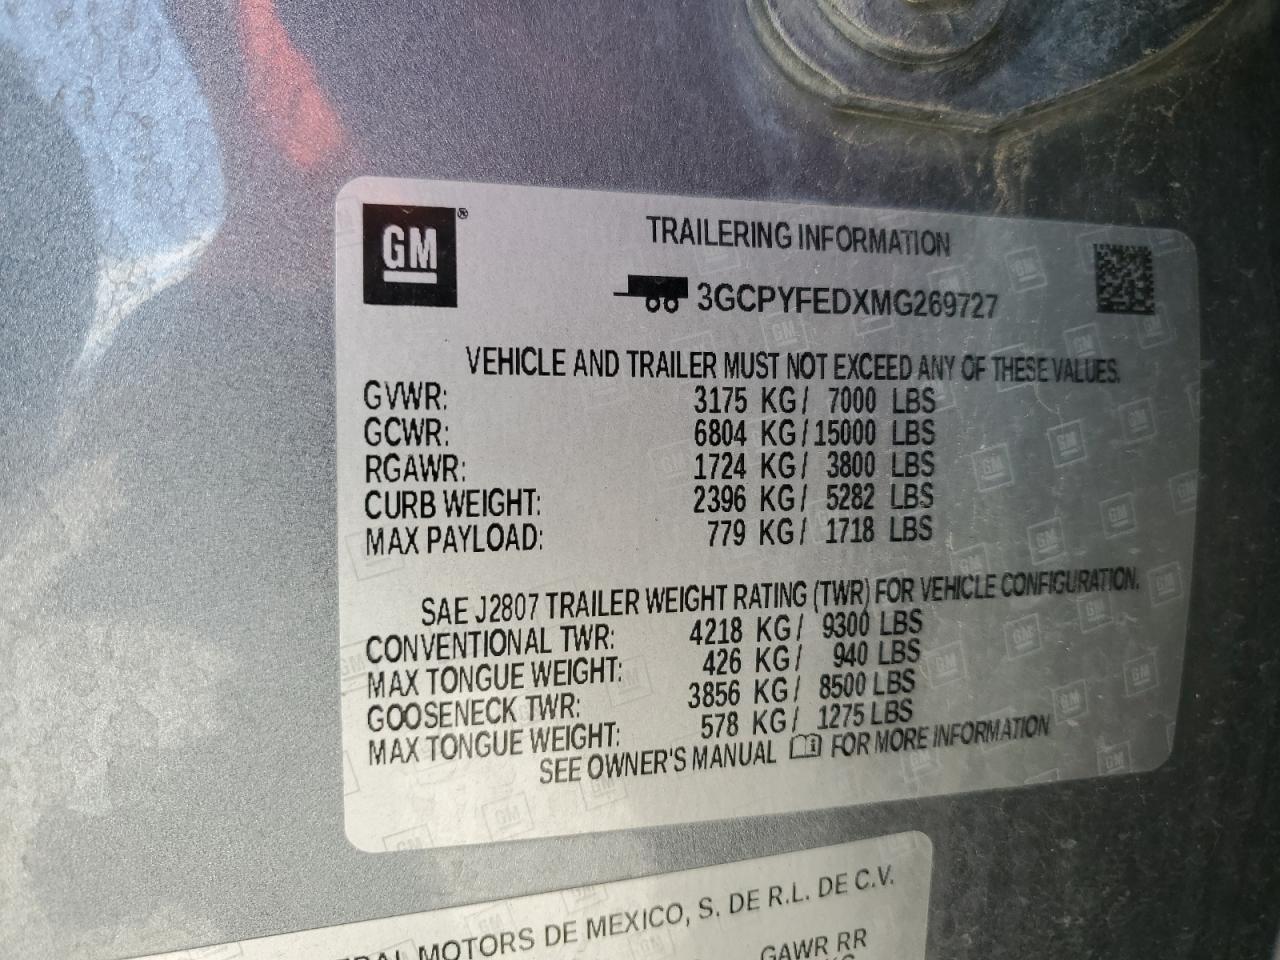 GM®
TRAILERING INFORMATION
3GCPYFEDXMG269727
VEHICLE AND TRAILER MUST NOT EXCEED ANY OF THESE VALUES.
GVWR: 3175 KG/ 7000 LBS
GCWR: 6804 KG/15000 LBS
RGAWR: 1724 KG/ 3800 LBS
CURB WEIGHT: 2396 KG/ 5282 LBS
MAX PAYLOAD: 779 KG/ 1718 LBS
SAE J2807 TRAILER WEIGHT RATING (TWR) FOR VEHICLE CONFIGURATION.
CONVENTIONAL TWR: 4218 KG/ 9300 LBS
MAX TONGUE WEIGHT: 426 KG/ 940 LBS
GOOSENECK TWR: 3856 KG/ 8500 LBS
MAX TONGUE WEIGHT: 578 KG/ 1275 LBS
SEE OWNER'S MANUAL FOR MORE INFORMATION
MOTORS DE MEXICO, S. DE R.L. DE C.V.
GAWR RR